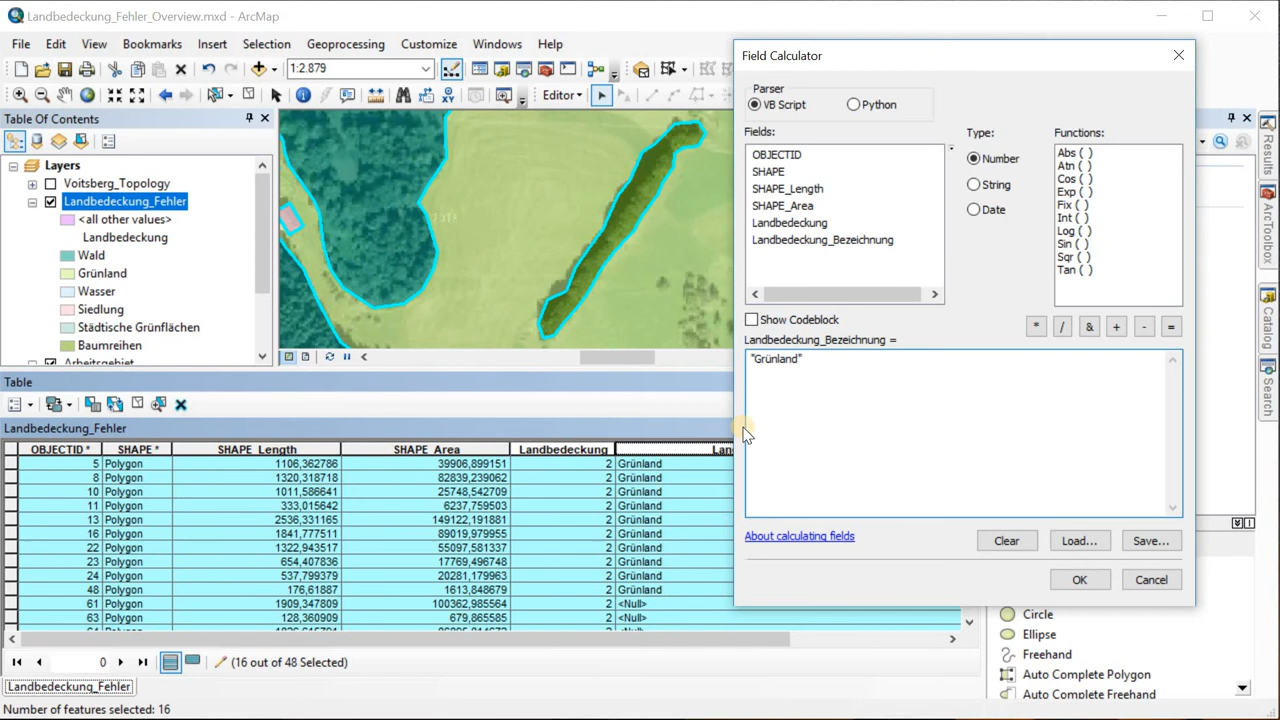 Landbedeckung_Fehler_Overview.mxd - ArcMap
File Edit View Bookmarks Insert Selection Geoprocessing Customize Windows Help
1:2.879
Editor
Table Of Contents
Layers
Voitsberg_Topology
Landbedeckung_Fehler
<all other values>
Landbedeckung
Wald
Grünland
Wasser
Siedlung
Städtische Grünflächen
Baumreihen
Arbeitsgebiet
Field Calculator
Parser
VB Script Python
Fields: Type: Functions:
OBJECTID
SHAPE
SHAPE_Length
SHAPE_Area
Landbedeckung
Landbedeckung_Bezeichnung
Number
String
Date
Abs ( )
Atn ( )
Cos ( )
Exp ( )
Fix ( )
Int ( )
Log ( )
Sin ( )
Sqr ( )
Tan ( )
Show Codeblock
* / & + - =
Landbedeckung_Bezeichnung =
"Grünland"
About calculating fields
Clear Load... Save...
OK Cancel
Results
ArcToolbox
Catalog
Search
Table
Landbedeckung_Fehler
OBJECTID * SHAPE * SHAPE_Length SHAPE_Area Landbedeckung Lan
5 Polygon 1106,362786 39906,899151 2 Grünland
8 Polygon 1320,318718 82839,239062 2 Grünland
10 Polygon 1011,586641 25748,542709 2 Grünland
11 Polygon 333,015642 6237,759503 2 Grünland
13 Polygon 2536,331165 149122,191881 2 Grünland
16 Polygon 1841,777511 89019,979955 2 Grünland
22 Polygon 1322,943517 55097,581337 2 Grünland
23 Polygon 654,407836 17769,496748 2 Grünland
24 Polygon 537,799379 20281,179963 2 Grünland
48 Polygon 176,61887 1613,848679 2 Grünland
61 Polygon 1909,347809 100362,985564 2 <Null>
63 Polygon 128,360909 679,865585 2 <Null>
0 (16 out of 48 Selected)
Landbedeckung_Fehler
Circle
Ellipse
Freehand
Auto Complete Polygon
Auto Complete Freehand
Number of features selected: 16